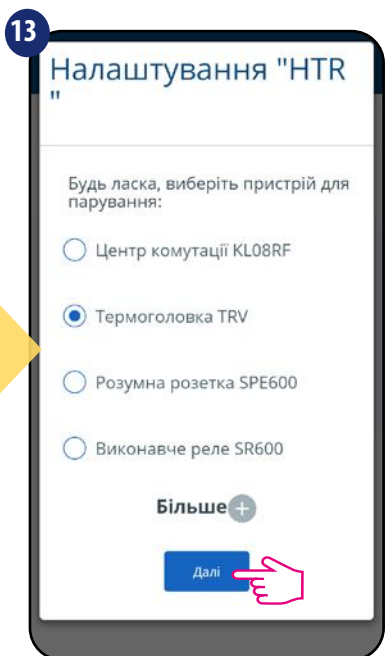 13
Налаштування "HTR
"
Будь ласка, виберіть пристрій для
парування:
Центр комутації KL08RF
Термоголовка TRV
Розумна розетка SPE600
Виконавче реле SR600
Більше +
Далі